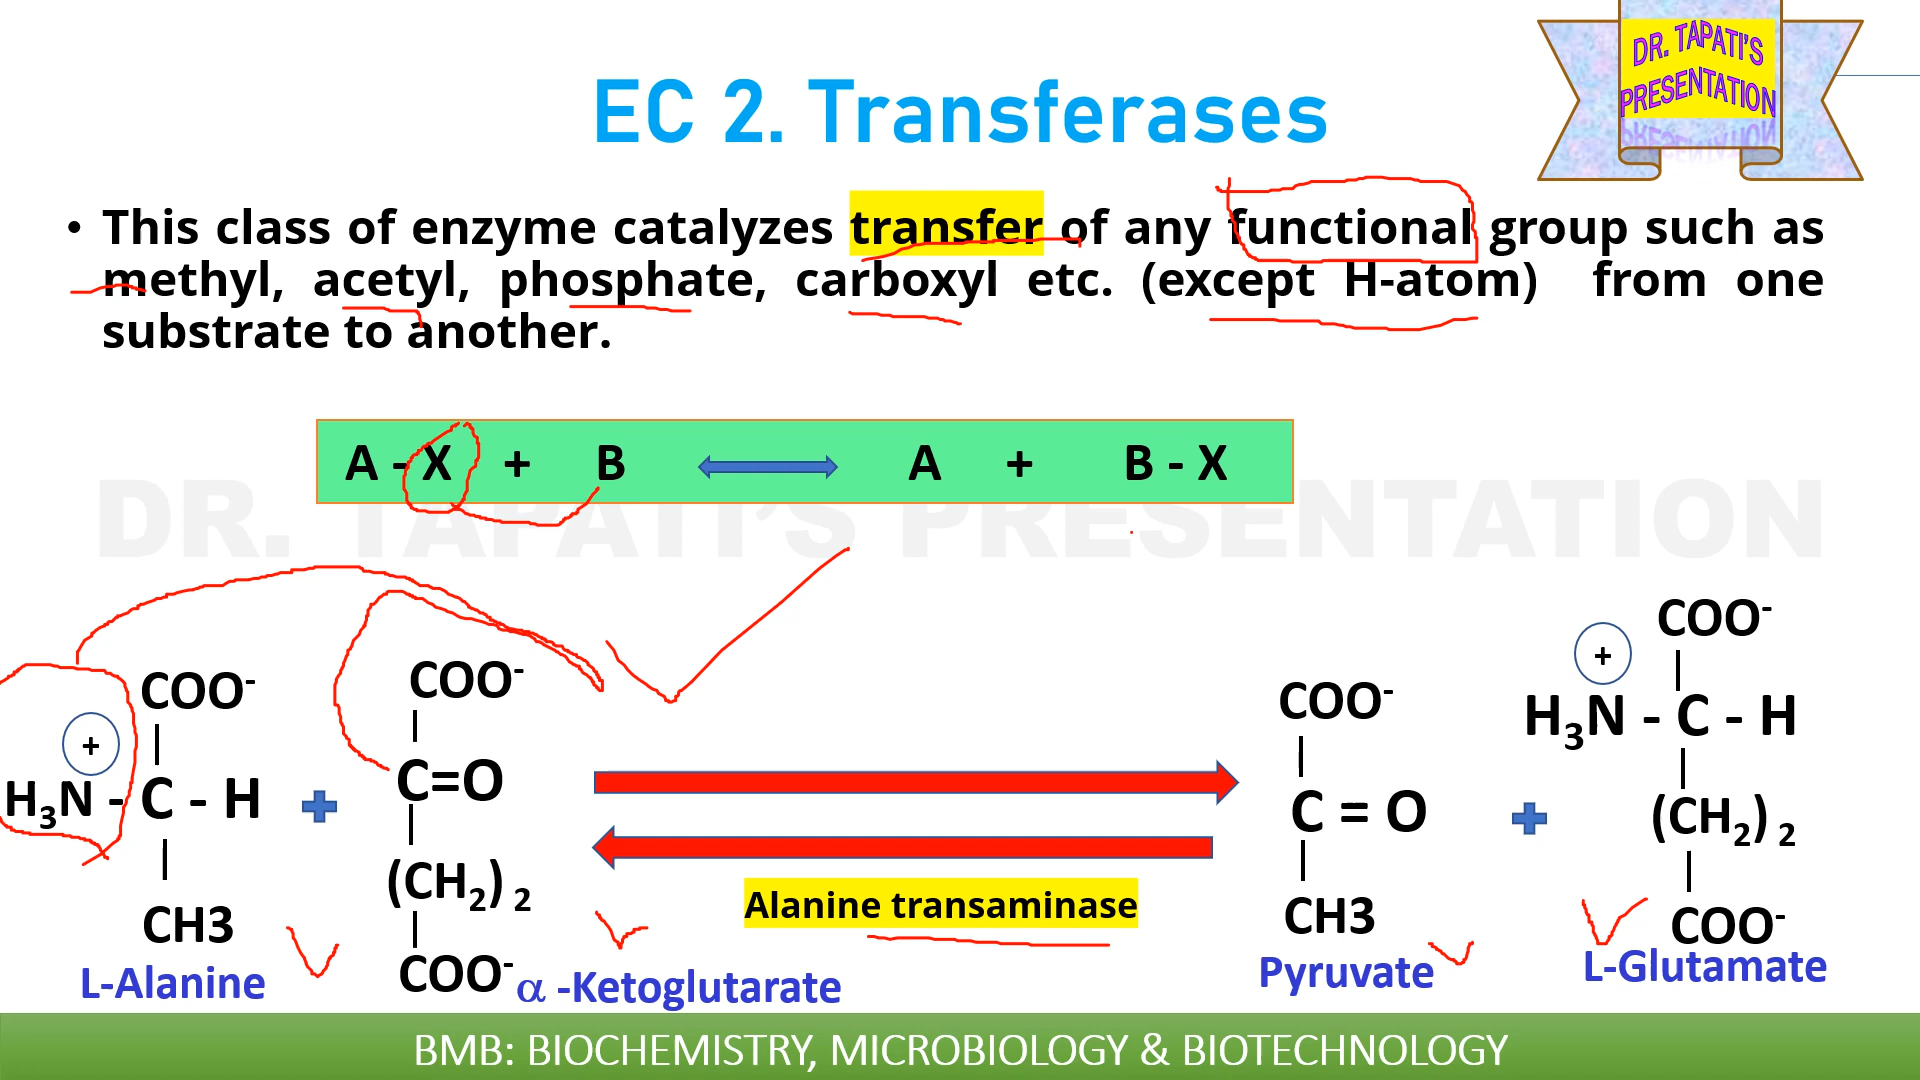 DR. TAPATI'S
PRESENTATION
EC 2. Transferases
• This class of enzyme catalyzes transfer of any functional group such as
methyl, acetyl, phosphate, carboxyl etc. (except H-atom) from one
substrate to another.
A - X + B A + B - X
DR. TAPATI'S PRESENTATION
COO-
+
H3N - C - H
CH3
L-Alanine
+
COO-
C=O
(CH2) 2
COO-
α -Ketoglutarate
Alanine transaminase
COO-
C = O
CH3
Pyruvate
+
COO-
+
H3N - C - H
(CH2) 2
COO-
L-Glutamate
BMB: BIOCHEMISTRY, MICROBIOLOGY & BIOTECHNOLOGY